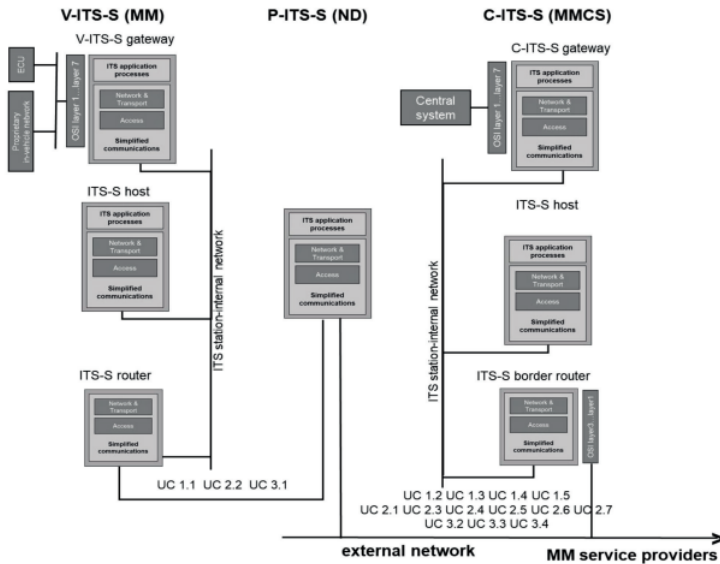 V-ITS-S (MM)
P-ITS-S (ND)
C-ITS-S (MMCS)
V-ITS-S gateway
ECU
Proprietary
in-vehicle network
OSI layer 1...layer 7
ITS application
processes
Network &
Transport
Access
Simplified
communications
ITS-S host
ITS application
processes
Network &
Transport
Access
Simplified
communications
ITS station-internal network
ITS-S router
Network &
Transport
Access
Simplified
communications
UC 1.1 UC 2.2 UC 3.1
ITS application
processes
Network &
Transport
Access
Simplified
communications
C-ITS-S gateway
Central
system
OSI layer 1...layer 7
ITS application
processes
Network &
Transport
Access
Simplified
communications
ITS-S host
ITS application
processes
Network &
Transport
Access
Simplified
communications
ITS station-internal network
ITS-S border router
Network &
Transport
Access
Simplified
communications
OSI layer3...layer1
UC 1.2 UC 1.3 UC 1.4 UC 1.5
UC 2.1 UC 2.3 UC 2.4 UC 2.5 UC 2.6 UC 2.7
UC 3.2 UC 3.3 UC 3.4
external network
MM service providers